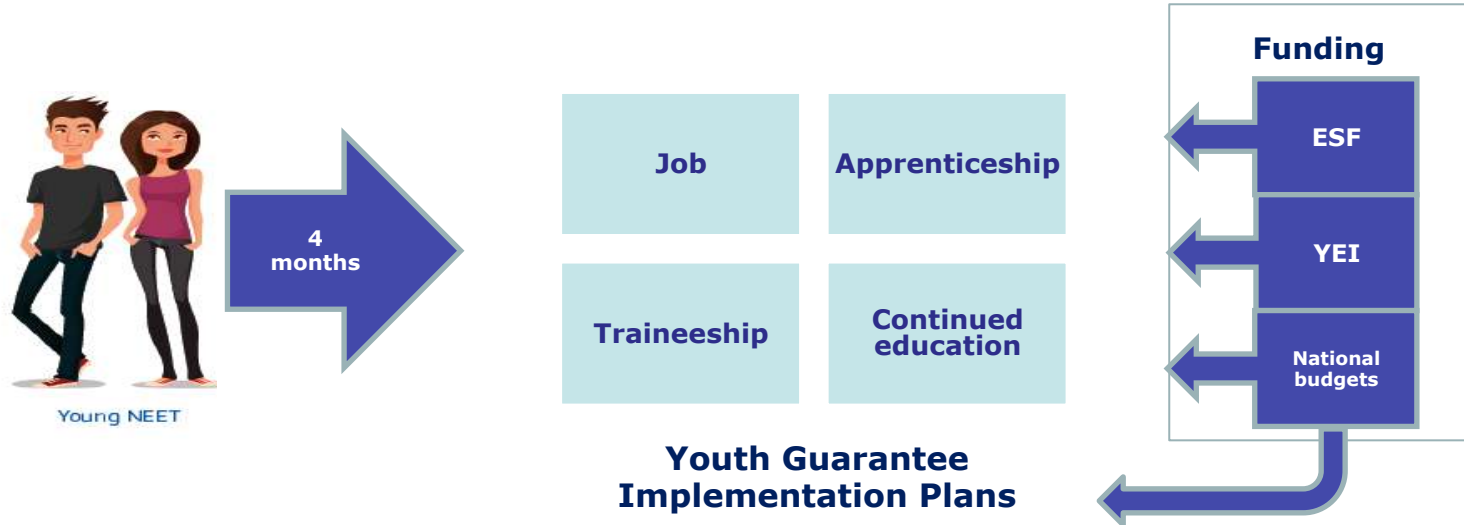 Funding
ESF
Job
Apprenticeship
4
months
YEI
Traineeship
Continued
education
National
budgets
Young NEET
Youth Guarantee
Implementation Plans